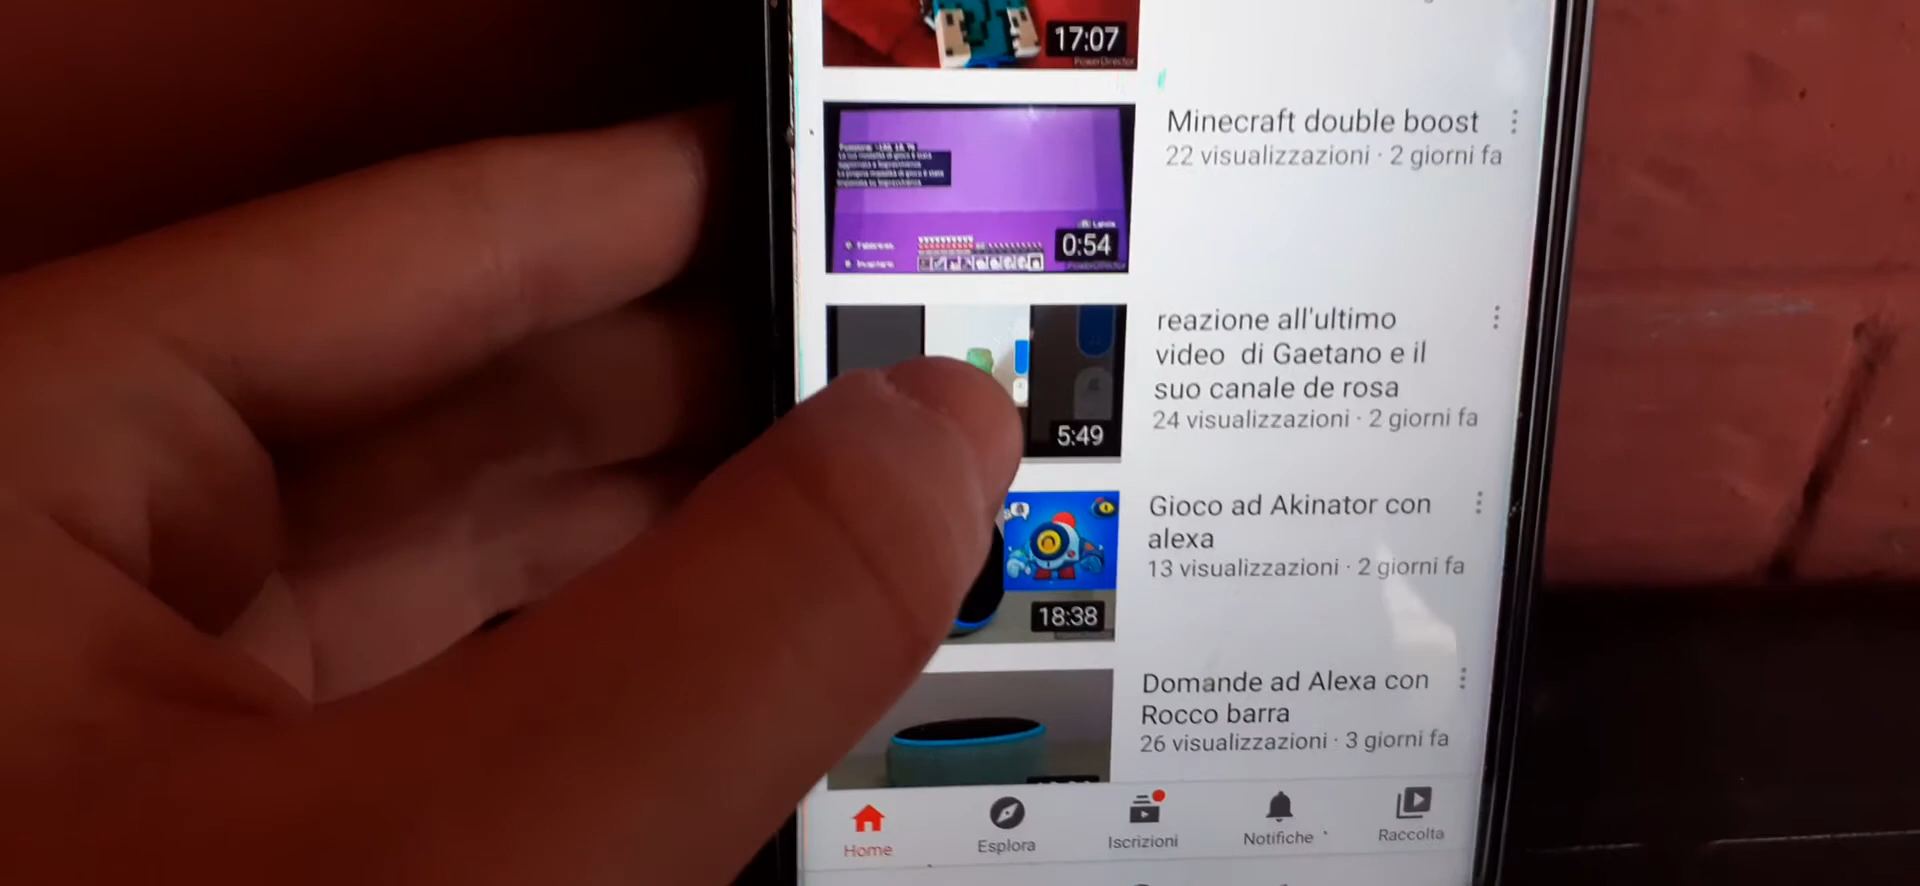 17:07
PowerDirector
Minecraft double boost
22 visualizzazioni · 2 giorni fa
0:54
PowerDirector
reazione all'ultimo
video di Gaetano e il
suo canale de rosa
24 visualizzazioni · 2 giorni fa
5:49
Gioco ad Akinator con
alexa
13 visualizzazioni · 2 giorni fa
18:38
Domande ad Alexa con
Rocco barra
26 visualizzazioni · 3 giorni fa
Home
Esplora
Iscrizioni
Notifiche
Raccolta